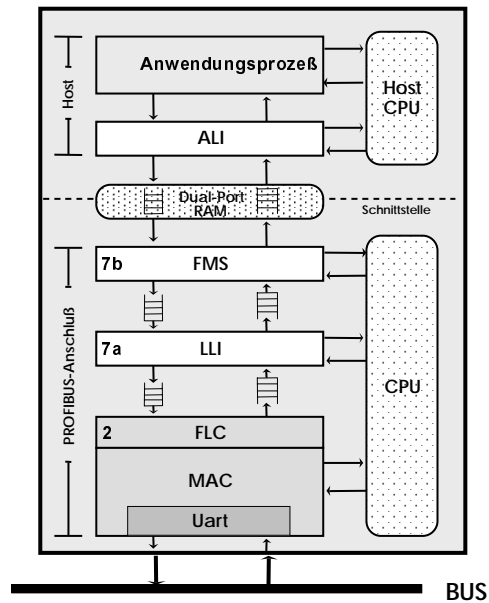 Anwendungsprozeß
Host
Host
CPU
ALI
Dual-Port
RAM
Schnittstelle
7b
FMS
PROFIBUS-Anschluß
7a
LLI
CPU
2
FLC
MAC
Uart
BUS